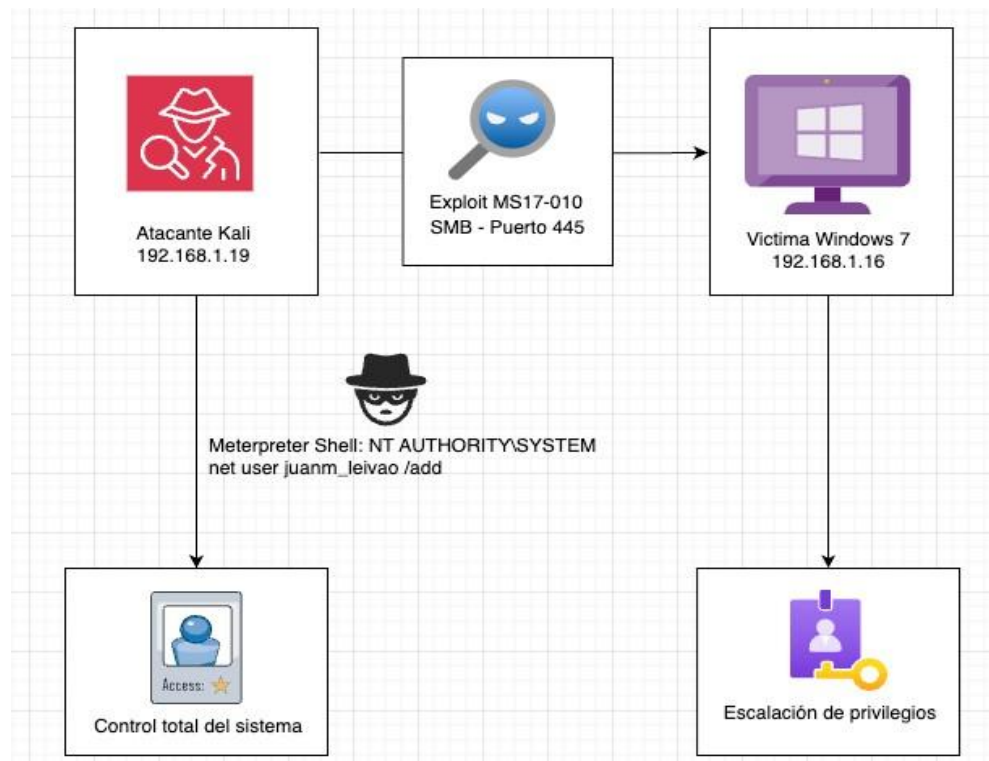 Atacante Kali
192.168.1.19
Exploit MS17-010
SMB - Puerto 445
Victima Windows 7
192.168.1.16
Meterpreter Shell: NT AUTHORITY\SYSTEM
net user juanm_leivao /add
Access:
Control total del sistema
Escalación de privilegios